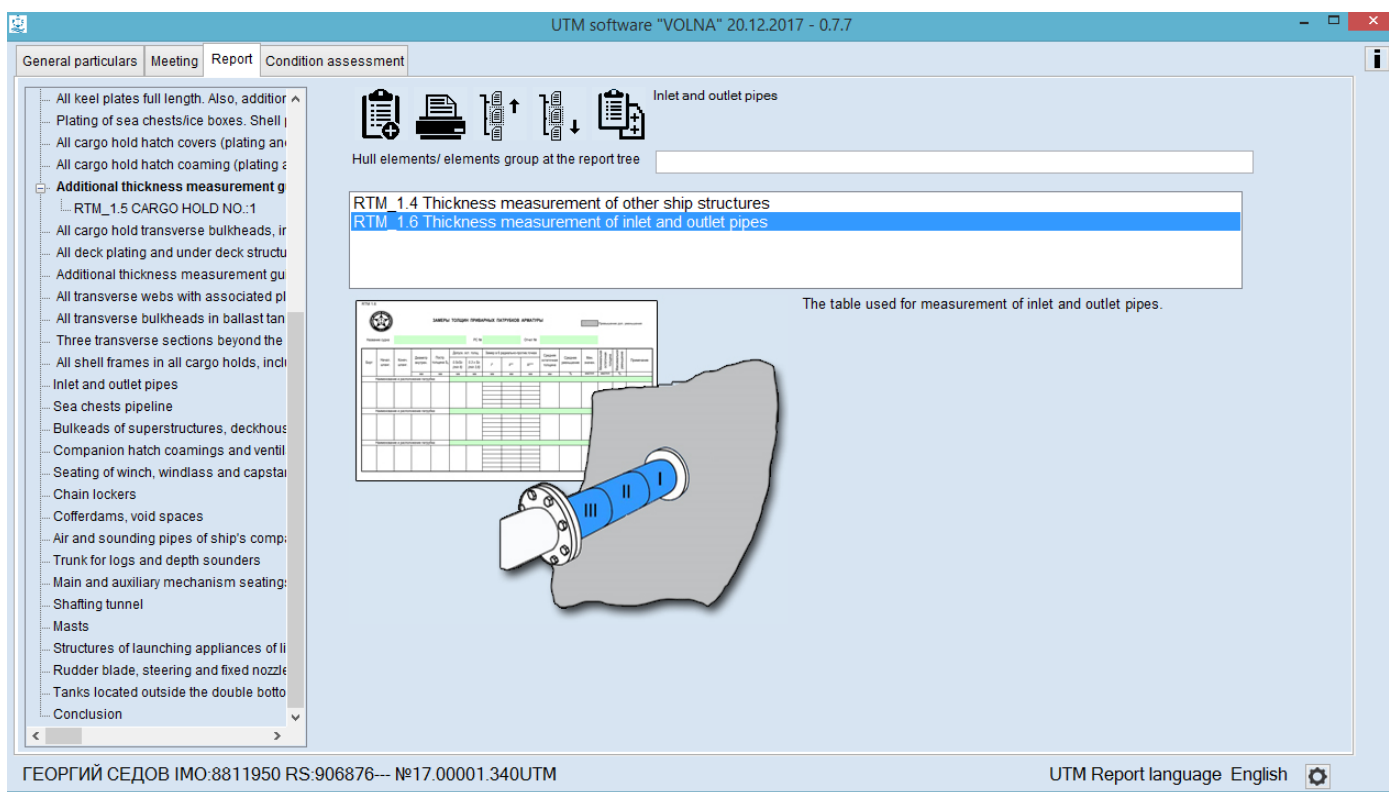 UTM software "VOLNA" 20.12.2017 - 0.7.7
General particulars
Meeting
Report
Condition assessment
All keel plates full length. Also, addition
Plating of sea chests/ice boxes. Shell
All cargo hold hatch covers (plating an
All cargo hold hatch coaming (plating a
Additional thickness measurement g
RTM_1.5 CARGO HOLD NO.:1
All cargo hold transverse bulkheads, in
All deck plating and under deck structu
Additional thickness measurement gu
All transverse webs with associated pl
All transverse bulkheads in ballast tan
Three transverse sections beyond the
All shell frames in all cargo holds, inclu
Inlet and outlet pipes
Sea chests pipeline
Bulkeads of superstructures, deckhous
Companion hatch coamings and ventil
Seating of winch, windlass and capsta
Chain lockers
Cofferdams, void spaces
Air and sounding pipes of ship's compa
Trunk for logs and depth sounders
Main and auxiliary mechanism seatings
Shafting tunnel
Masts
Structures of launching appliances of li
Rudder blade, steering and fixed nozzle
Tanks located outside the double botto
Conclusion
Inlet and outlet pipes
Hull elements/ elements group at the report tree
RTM_1.4 Thickness measurement of other ship structures
RTM_1.6 Thickness measurement of inlet and outlet pipes
The table used for measurement of inlet and outlet pipes.
ЗАМЕРЫ ТОЛЩИН ПРИВАРНЫХ ПАТРУБКОВ АРМАТУРЫ
I
II
III
ГЕОРГИЙ СЕДОВ IMO:8811950 RS:906876--- №17.00001.340UTM
UTM Report language English